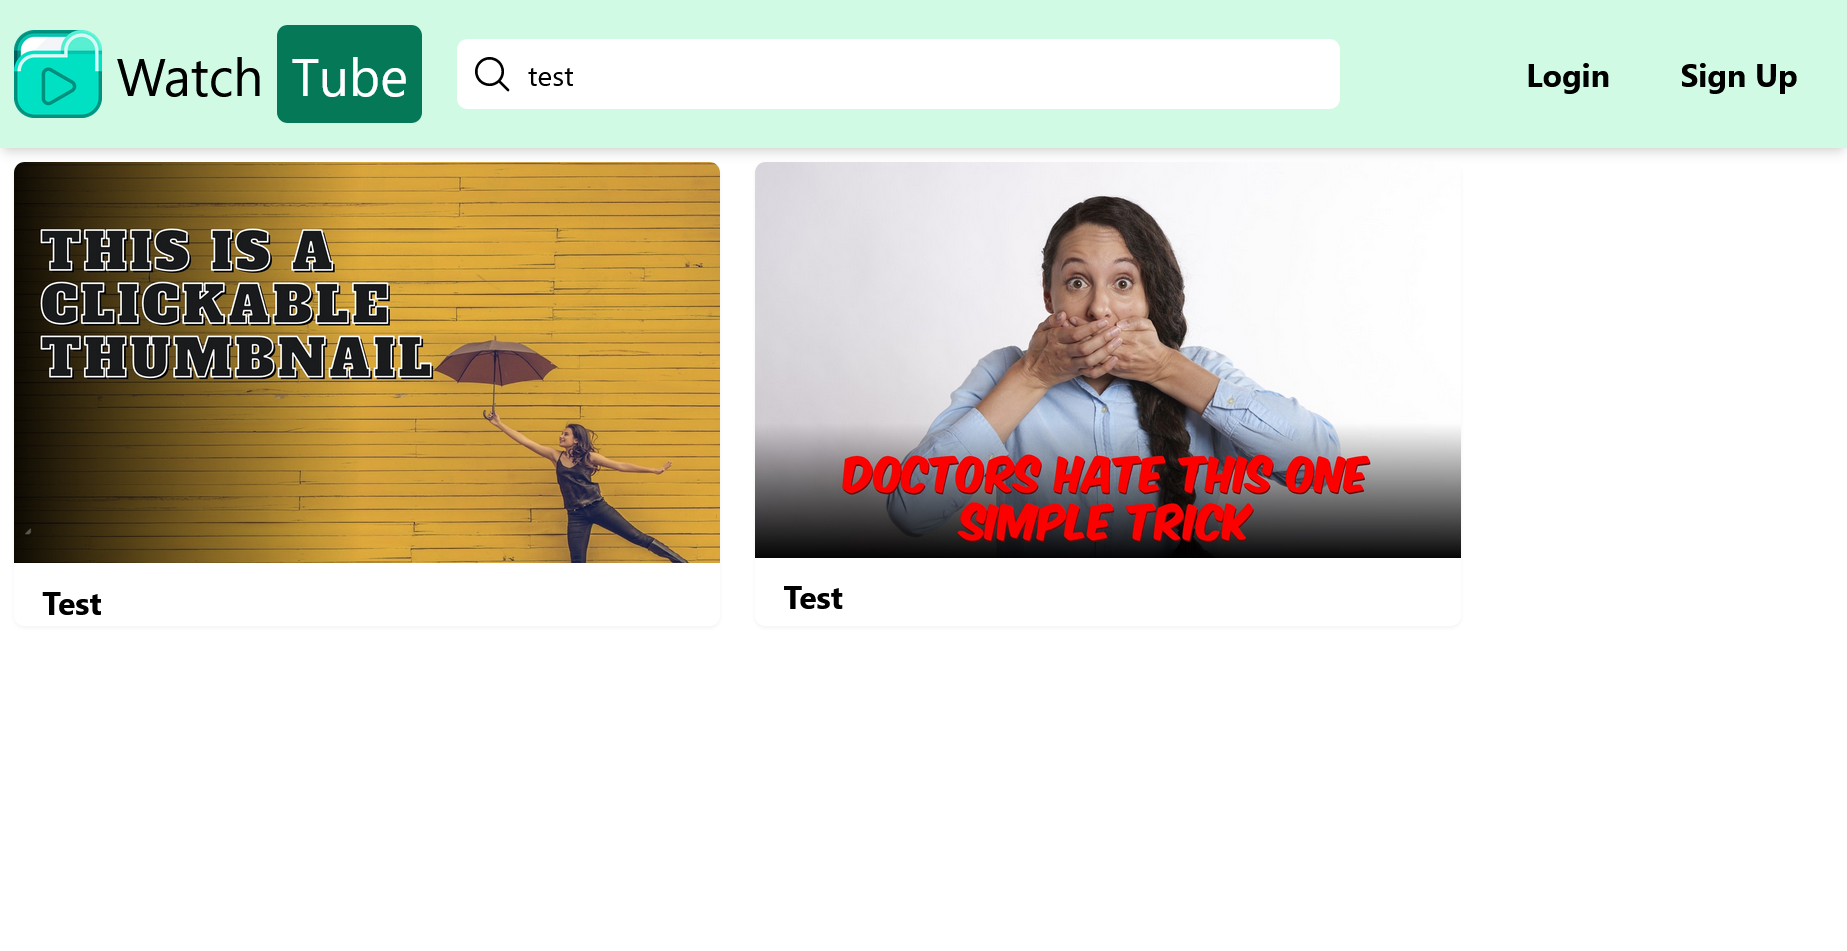 Watch Tube
test
Login
Sign Up
THIS IS A
CLICKABLE
THUMBNAIL
Test
DOCTORS HATE THIS ONE
SIMPLE TRICK
Test